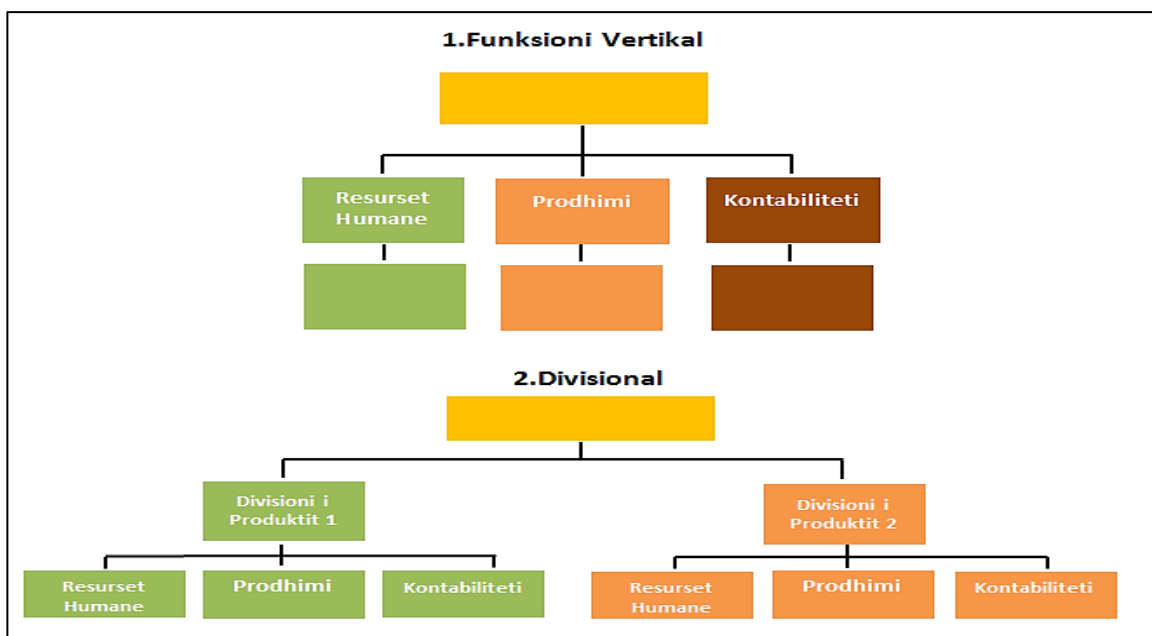 1.Funksioni Vertikal
Resurset
Humane
Prodhimi
Kontabiliteti
2.Divisional
Divisioni i
Produktit 1
Divisioni i
Produktit 2
Resurset
Humane
Prodhimi
Kontabiliteti
Resurset
Humane
Prodhimi
Kontabiliteti